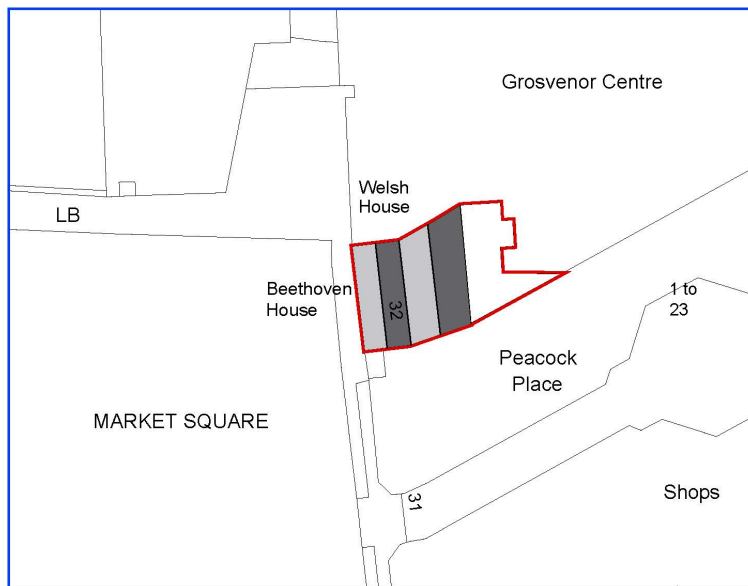 Grosvenor Centre
Welsh
House
LB
Beethoven
House
32
1 to
23
Peacock
Place
MARKET SQUARE
31
Shops